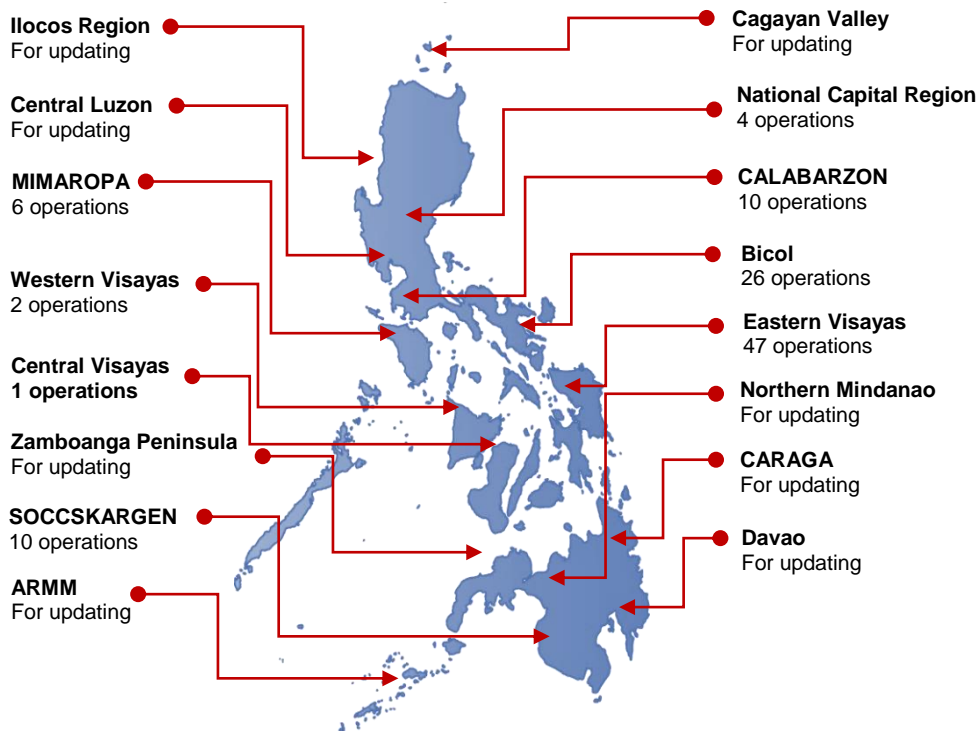 Ilocos Region
For updating
Central Luzon
For updating
MIMAROPA
6 operations
Western Visayas
2 operations
Central Visayas
1 operations
Zamboanga Peninsula
For updating
SOCCSKARGEN
10 operations
ARMM
For updating
Cagayan Valley
For updating
National Capital Region
4 operations
CALABARZON
10 operations
Bicol
26 operations
Eastern Visayas
47 operations
Northern Mindanao
For updating
CARAGA
For updating
Davao
For updating